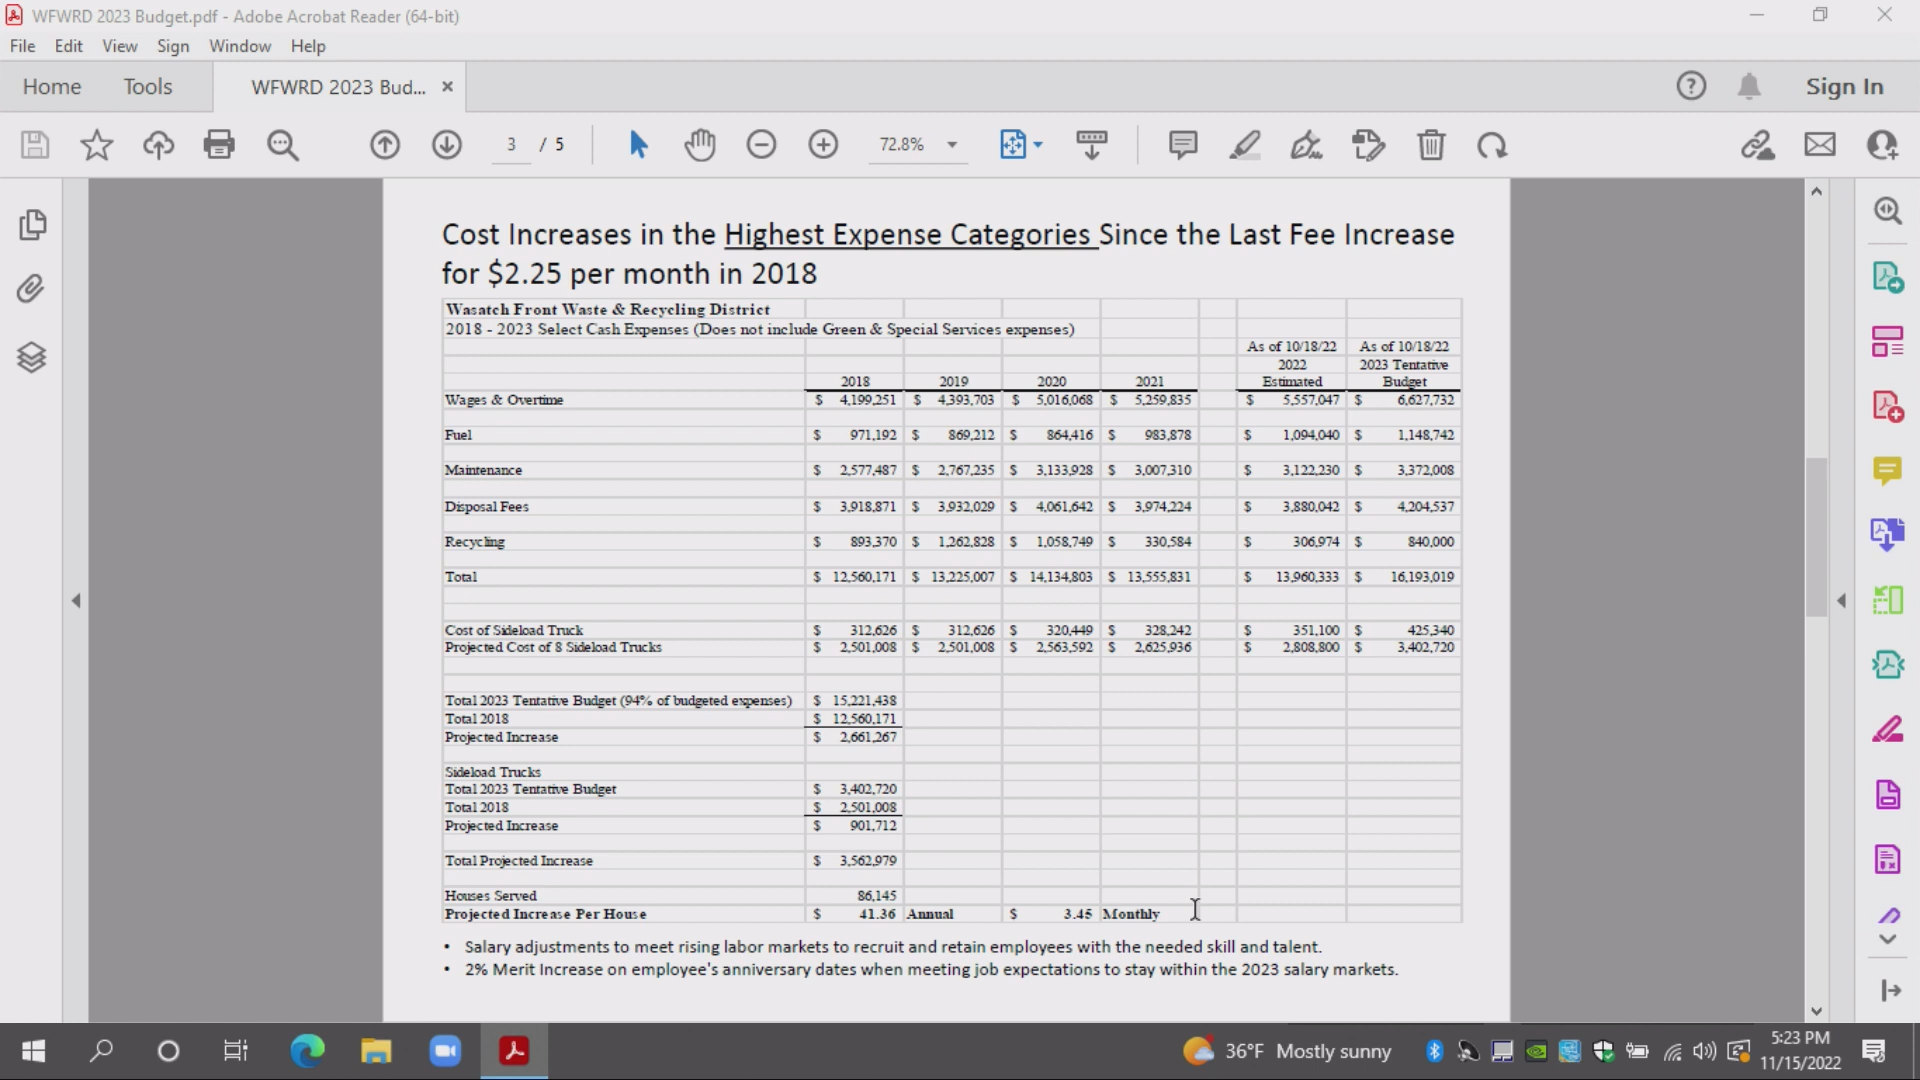 WFWRD 2023 Budget.pdf - Adobe Acrobat Reader (64-bit)
File Edit View Sign Window Help
Home Tools WFWRD 2023 Bud... × Sign In
3 / 5 72.8%
Cost Increases in the Highest Expense Categories Since the Last Fee Increase
for $2.25 per month in 2018
Wasatch Front Waste & Recycling District
2018 - 2023 Select Cash Expenses (Does not include Green & Special Services expenses)
As of 10/18/22 As of 10/18/22
2022 2023 Tentative
2018 2019 2020 2021 Estimated Budget
Wages & Overtime $ 4,199,251 $ 4,393,703 $ 5,016,068 $ 5,259,835 $ 5,557,047 $ 6,627,732
Fuel $ 971,192 $ 869,212 $ 864,416 $ 983,878 $ 1,094,040 $ 1,148,742
Maintenance $ 2,577,487 $ 2,767,235 $ 3,133,928 $ 3,007,310 $ 3,122,230 $ 3,372,008
Disposal Fees $ 3,918,871 $ 3,932,029 $ 4,061,642 $ 3,974,224 $ 3,880,042 $ 4,204,537
Recycling $ 893,370 $ 1,262,828 $ 1,058,749 $ 330,584 $ 306,974 $ 840,000
Total $ 12,560,171 $ 13,225,007 $ 14,134,803 $ 13,555,831 $ 13,960,333 $ 16,193,019
Cost of Sideload Truck $ 312,626 $ 312,626 $ 320,449 $ 328,242 $ 351,100 $ 425,340
Projected Cost of 8 Sideload Trucks $ 2,501,008 $ 2,501,008 $ 2,563,592 $ 2,625,936 $ 2,808,800 $ 3,402,720
Total 2023 Tentative Budget (94% of budgeted expenses) $ 15,221,438
Total 2018 $ 12,560,171
Projected Increase $ 2,661,267
Sideload Trucks
Total 2023 Tentative Budget $ 3,402,720
Total 2018 $ 2,501,008
Projected Increase $ 901,712
Total Projected Increase $ 3,562,979
Houses Served 86,145
Projected Increase Per House $ 41.36 Annual $ 3.45 Monthly
• Salary adjustments to meet rising labor markets to recruit and retain employees with the needed skill and talent.
• 2% Merit Increase on employee's anniversary dates when meeting job expectations to stay within the 2023 salary markets.
36°F Mostly sunny
5:23 PM
11/15/2022